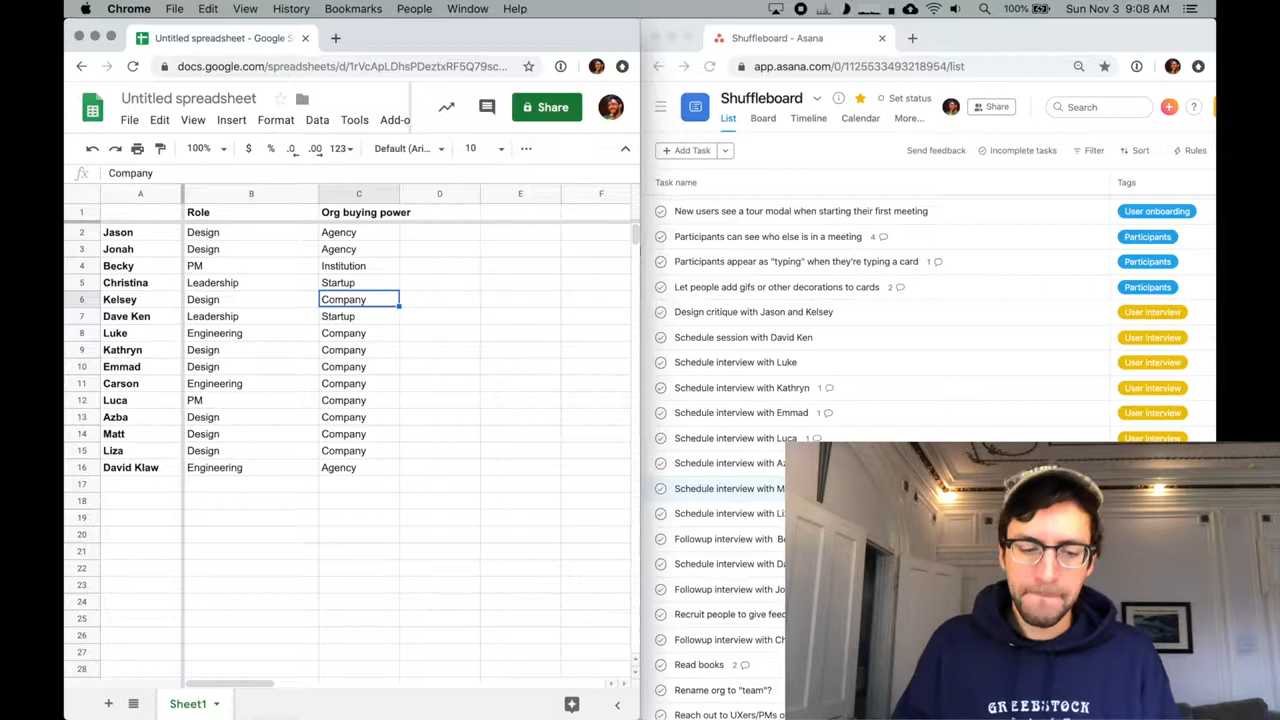 Chrome File Edit View History Bookmarks People Window Help 100% Sun Nov 3 9:08 AM
Untitled spreadsheet - Google S
docs.google.com/spreadsheets/d/1rVcApLDhsPDeztxRF5Q79sc...
Untitled spreadsheet
File Edit View Insert Format Data Tools Add-o
Share
100% $ % .0 .00 123 Default (Ari... 10
fx Company
A B C D E F
1 Role Org buying power
2 Jason Design Agency
3 Jonah Design Agency
4 Becky PM Institution
5 Christina Leadership Startup
6 Kelsey Design Company
7 Dave Ken Leadership Startup
8 Luke Engineering Company
9 Kathryn Design Company
10 Emmad Design Company
11 Carson Engineering Company
12 Luca PM Company
13 Azba Design Company
14 Matt Design Company
15 Liza Design Company
16 David Klaw Engineering Agency
17
18
19
20
21
22
23
24
25
26
27
28
Sheet1
Shuffleboard - Asana
app.asana.com/0/1125533493218954/list
Shuffleboard Set status Share Search ?
List Board Timeline Calendar More...
+ Add Task Send feedback Incomplete tasks Filter Sort Rules
Task name Tags
New users see a tour modal when starting their first meeting User onboarding
Participants can see who else is in a meeting 4 Participants
Participants appear as "typing" when they're typing a card 1 Participants
Let people add gifs or other decorations to cards 2 Participants
Design critique with Jason and Kelsey User interview
Schedule session with David Ken User interview
Schedule interview with Luke User interview
Schedule interview with Kathryn 1 User interview
Schedule interview with Emmad 1 User interview
Schedule interview with Luca 1 User interview
Schedule interview with Az
Schedule interview with M
Schedule interview with Li
Followup interview with Be
Schedule interview with Da
Followup interview with Jo
Recruit people to give feed
Followup interview with Ch
Read books 2
Rename org to "team"?
Reach out to UXers/PMs o
GREENSTOCK